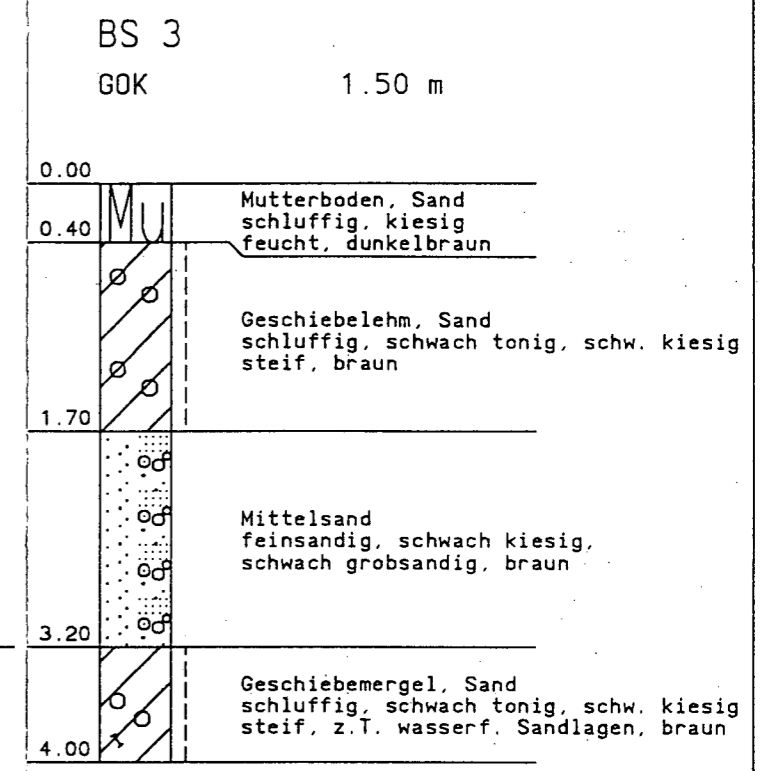 BS 3
GOK 1.50 m
0.00
Mutterboden, Sand
schluffig, kiesig
feucht, dunkelbraun
0.40
Geschiebelehm, Sand
schluffig, schwach tonig, schw. kiesig
steif, braun
1.70
Mittelsand
feinsandig, schwach kiesig,
schwach grobsandig, braun
3.20
Geschiebemergel, Sand
schluffig, schwach tonig, schw. kiesig
steif, z.T. wasserf. Sandlagen, braun
4.00